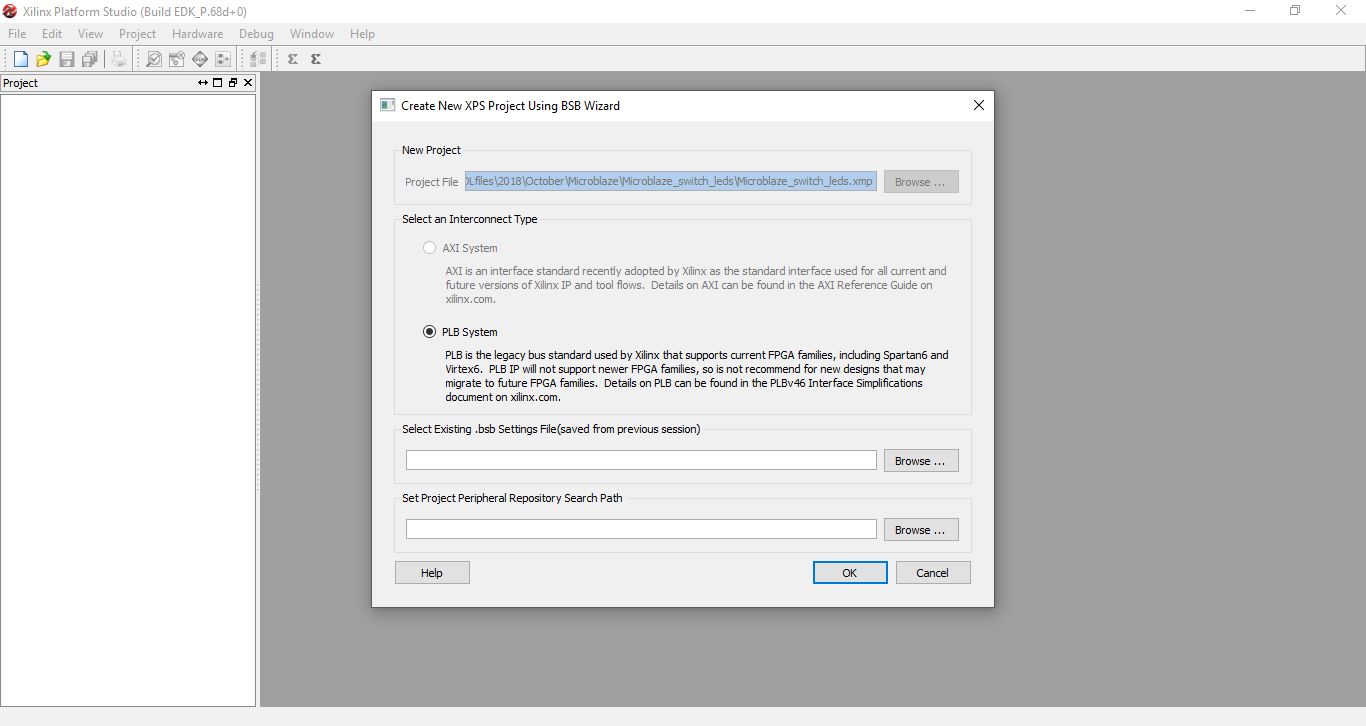 Xilinx Platform Studio (Build EDK_P.68d+0)
File Edit View Project Hardware Debug Window Help
Project
Create New XPS Project Using BSB Wizard
New Project
Project File Lfiles\2018\October\Microblaze\Microblaze_switch_leds\Microblaze_switch_leds.xmp Browse ...
Select an Interconnect Type
AXI System
AXI is an interface standard recently adopted by Xilinx as the standard interface used for all current and
future versions of Xilinx IP and tool flows. Details on AXI can be found in the AXI Reference Guide on
xilinx.com.
PLB System
PLB is the legacy bus standard used by Xilinx that supports current FPGA families, including Spartan6 and
Virtex6. PLB IP will not support newer FPGA families, so is not recommend for new designs that may
migrate to future FPGA families. Details on PLB can be found in the PLBv46 Interface Simplifications
document on xilinx.com.
Select Existing .bsb Settings File(saved from previous session)
Browse ...
Set Project Peripheral Repository Search Path
Browse ...
Help OK Cancel